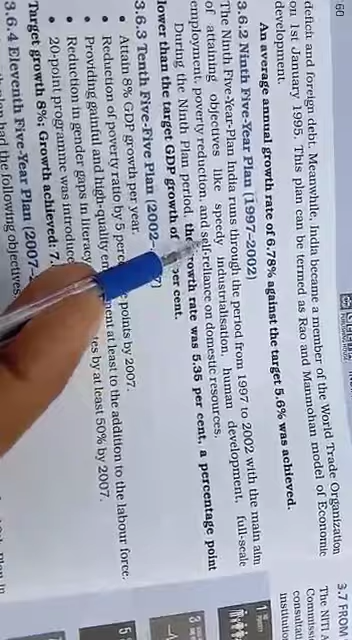 60
deficit and foreign debt. Meanwhile, India became a member of the World Trade Organization
on 1st January 1995. This plan can be termed as Rao and Manmohan model of Economic
development.
An average annual growth rate of 6.78% against the target 5.6% was achieved.
3.6.2 Ninth Five-Year Plan (1997–2002)
The Ninth Five-Year-Plan India runs through the period from 1997 to 2002 with the main aim
of attaining objectives like speedy industrialisation, human development, full-scale
employment, poverty reduction, and self-reliance on domestic resources.
During the Ninth Plan period, the growth rate was 5.35 per cent, a percentage point
lower than the target GDP growth of per cent.
3.6.3 Tenth Five-Five Plan (2002–
• Attain 8% GDP growth per year.
• Reduction of poverty ratio by 5 points by 2007.
• Providing gainful and high-quality at least to the addition to the labour force.
• Reduction in gender gaps in literacy by at least 50% by 2007.
• 20-point programme was
Target growth 8%; Growth achieved: 7.
3.6.4 Eleventh Five-Year Plan (2007–
plan had the following objectives
3.7 FROM
The NITI
consultati
institution